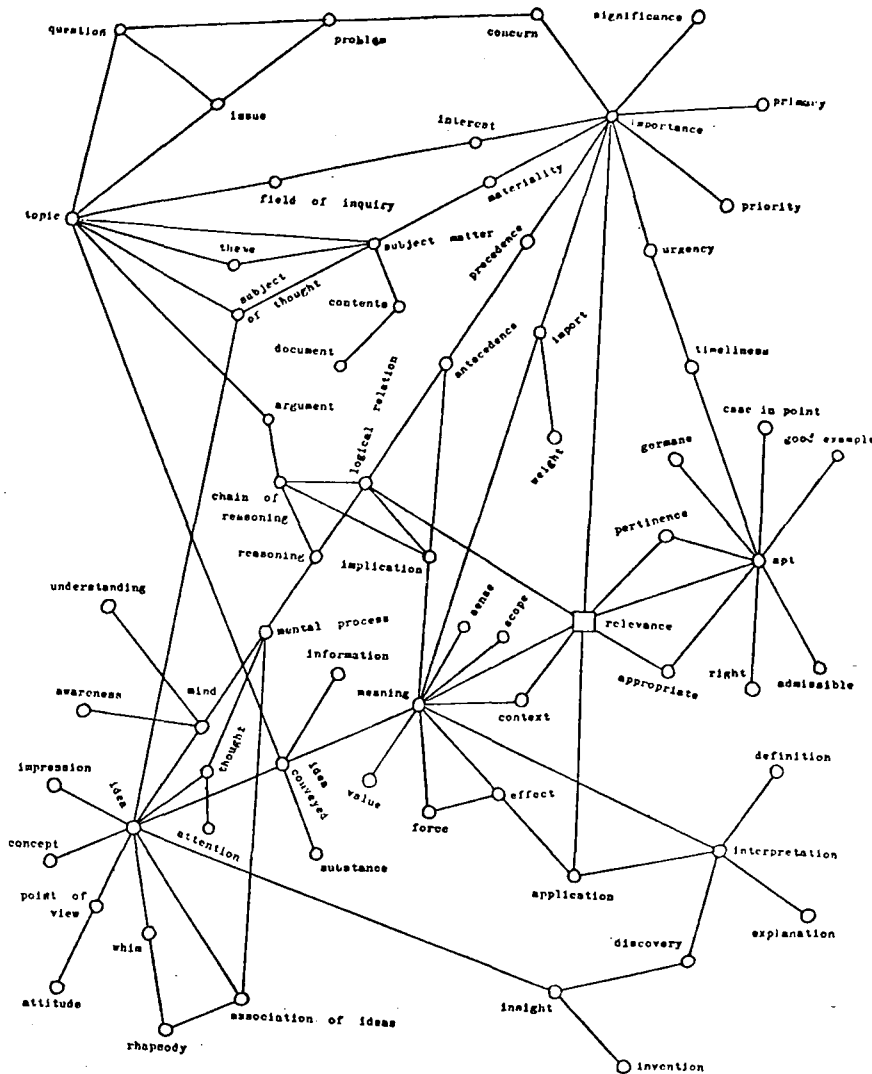 significance
question
problem
concurn
primary
importance
issue
interest
materiality
field of inquiry
priority
topic
subject matter
precedence
theme
urgency
subject
of thought
contents
import
document
antecedence
timeliness
logical relation
case in point
argument
germane
good example
weight
chain of
reasoning
pertinence
reasoning
implication
apt
understanding
sense
scope
mental process
relevance
information
mind
meaning
appropriate
right
admissible
awareness
context
thought
idea
conveyed
definition
impression
idea
value
effect
force
attention
concept
substance
interpretation
application
point of
view
explanation
whim
discovery
attitude
insight
association of ideas
rhapsody
invention